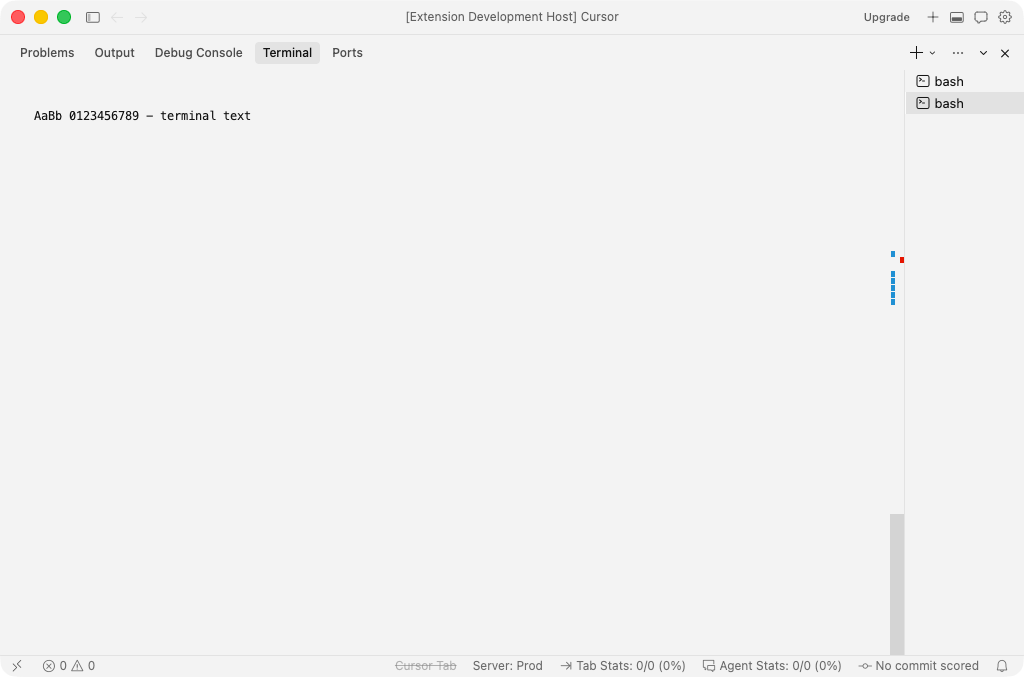 [Extension Development Host] Cursor
Upgrade
Problems Output Debug Console Terminal Ports
bash
bash
AaBb 0123456789 – terminal text
0 0 Cursor Tab Server: Prod Tab Stats: 0/0 (0%) Agent Stats: 0/0 (0%) No commit scored